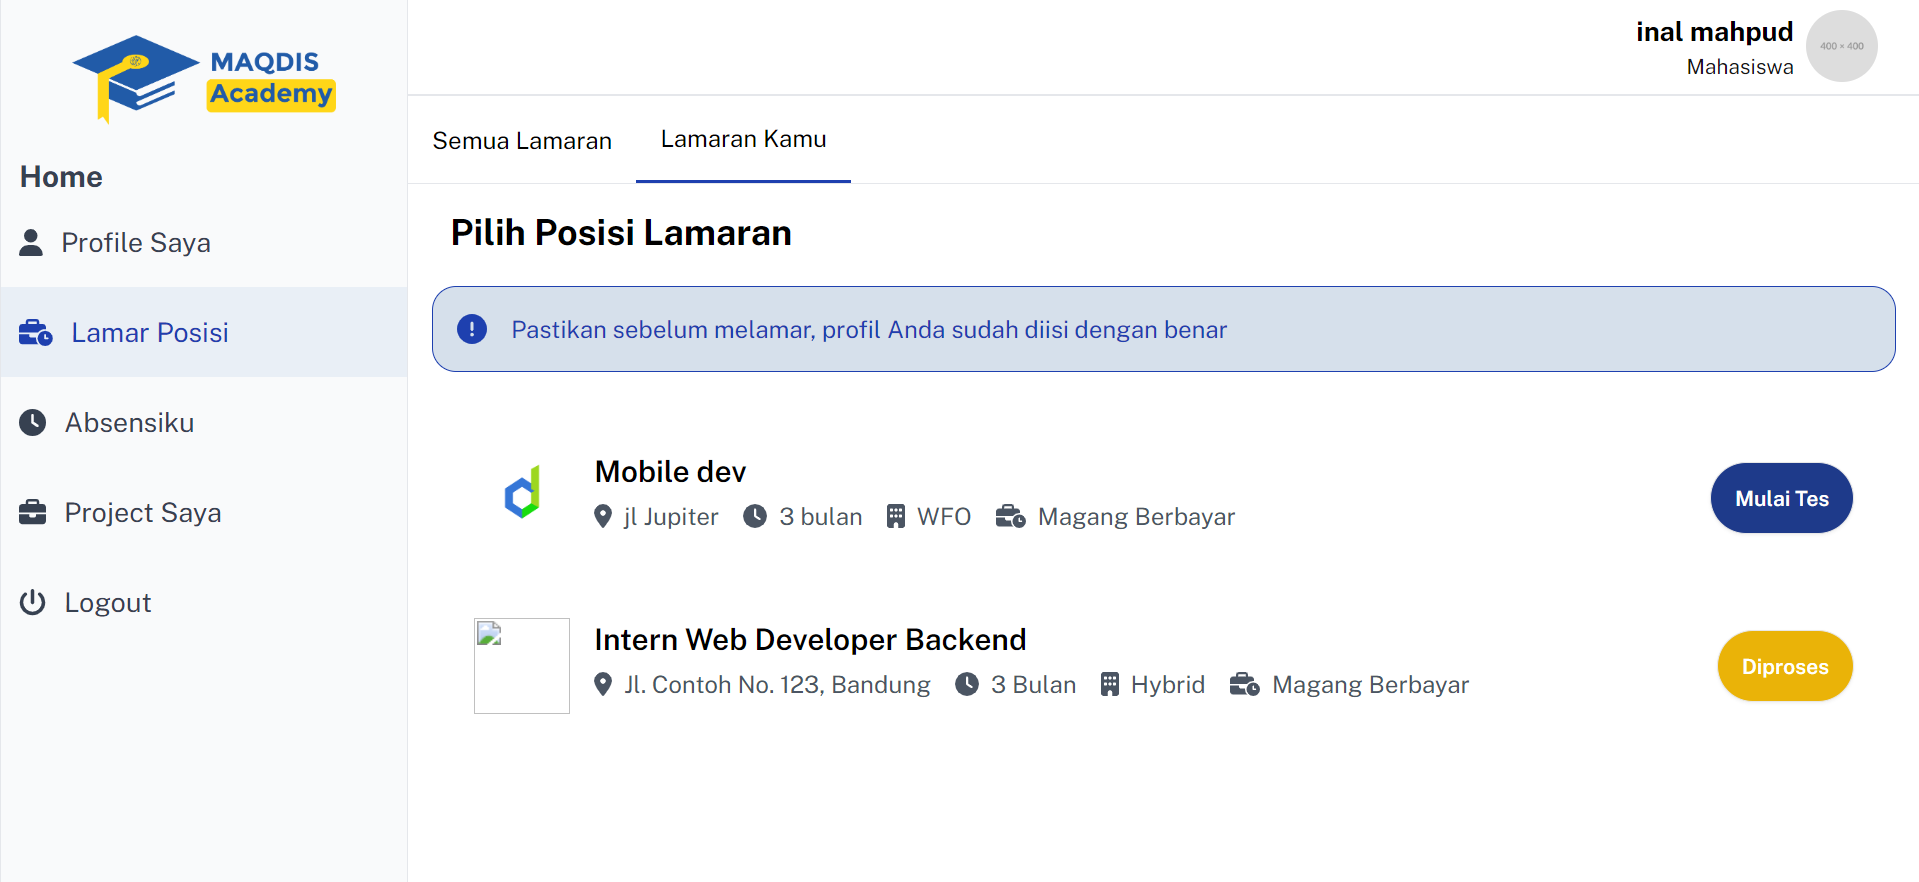 MAQDIS
Academy
Home
Profile Saya
Lamar Posisi
Absensiku
Project Saya
Logout
inal mahpud
Mahasiswa
400 × 400
Semua Lamaran
Lamaran Kamu
Pilih Posisi Lamaran
Pastikan sebelum melamar, profil Anda sudah diisi dengan benar
Mobile dev
jl Jupiter 3 bulan WFO Magang Berbayar
Mulai Tes
Intern Web Developer Backend
Jl. Contoh No. 123, Bandung 3 Bulan Hybrid Magang Berbayar
Diproses